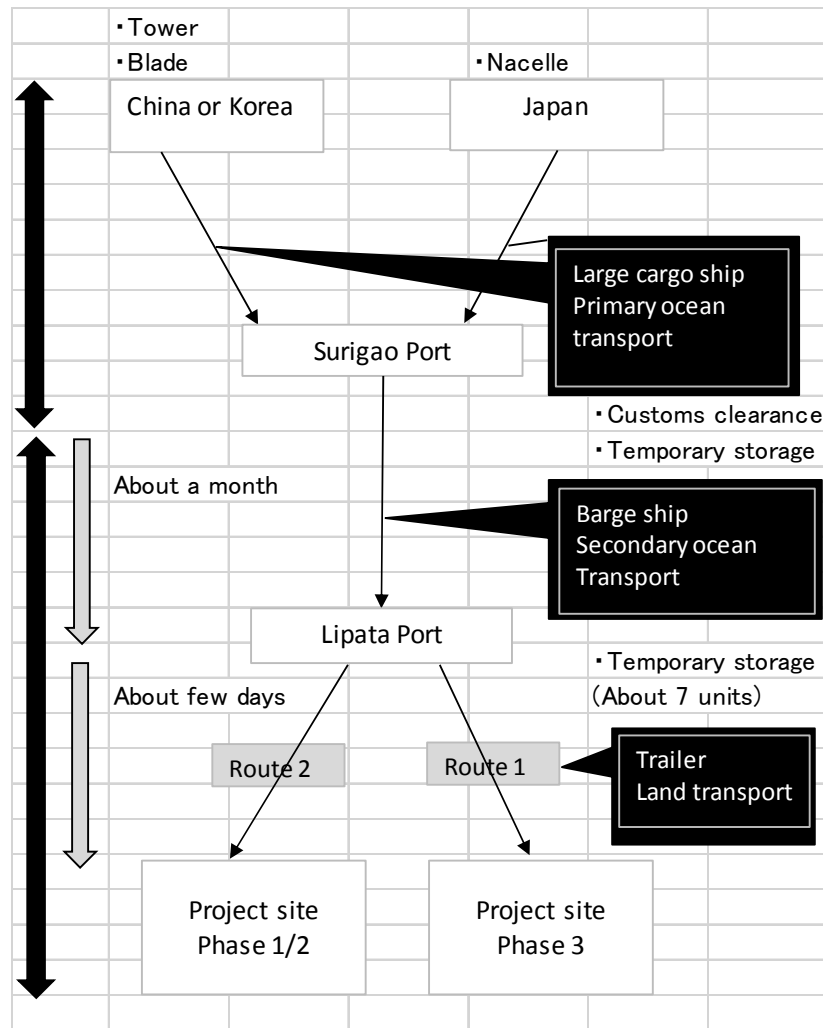 ・Tower
・Blade
・Nacelle
China or Korea
Japan
Large cargo ship
Primary ocean
transport
Surigao Port
・Customs clearance
・Temporary storage
About a month
Barge ship
Secondary ocean
Transport
Lipata Port
・Temporary storage
(About 7 units)
About few days
Route 2
Route 1
Trailer
Land transport
Project site
Phase 1/2
Project site
Phase 3